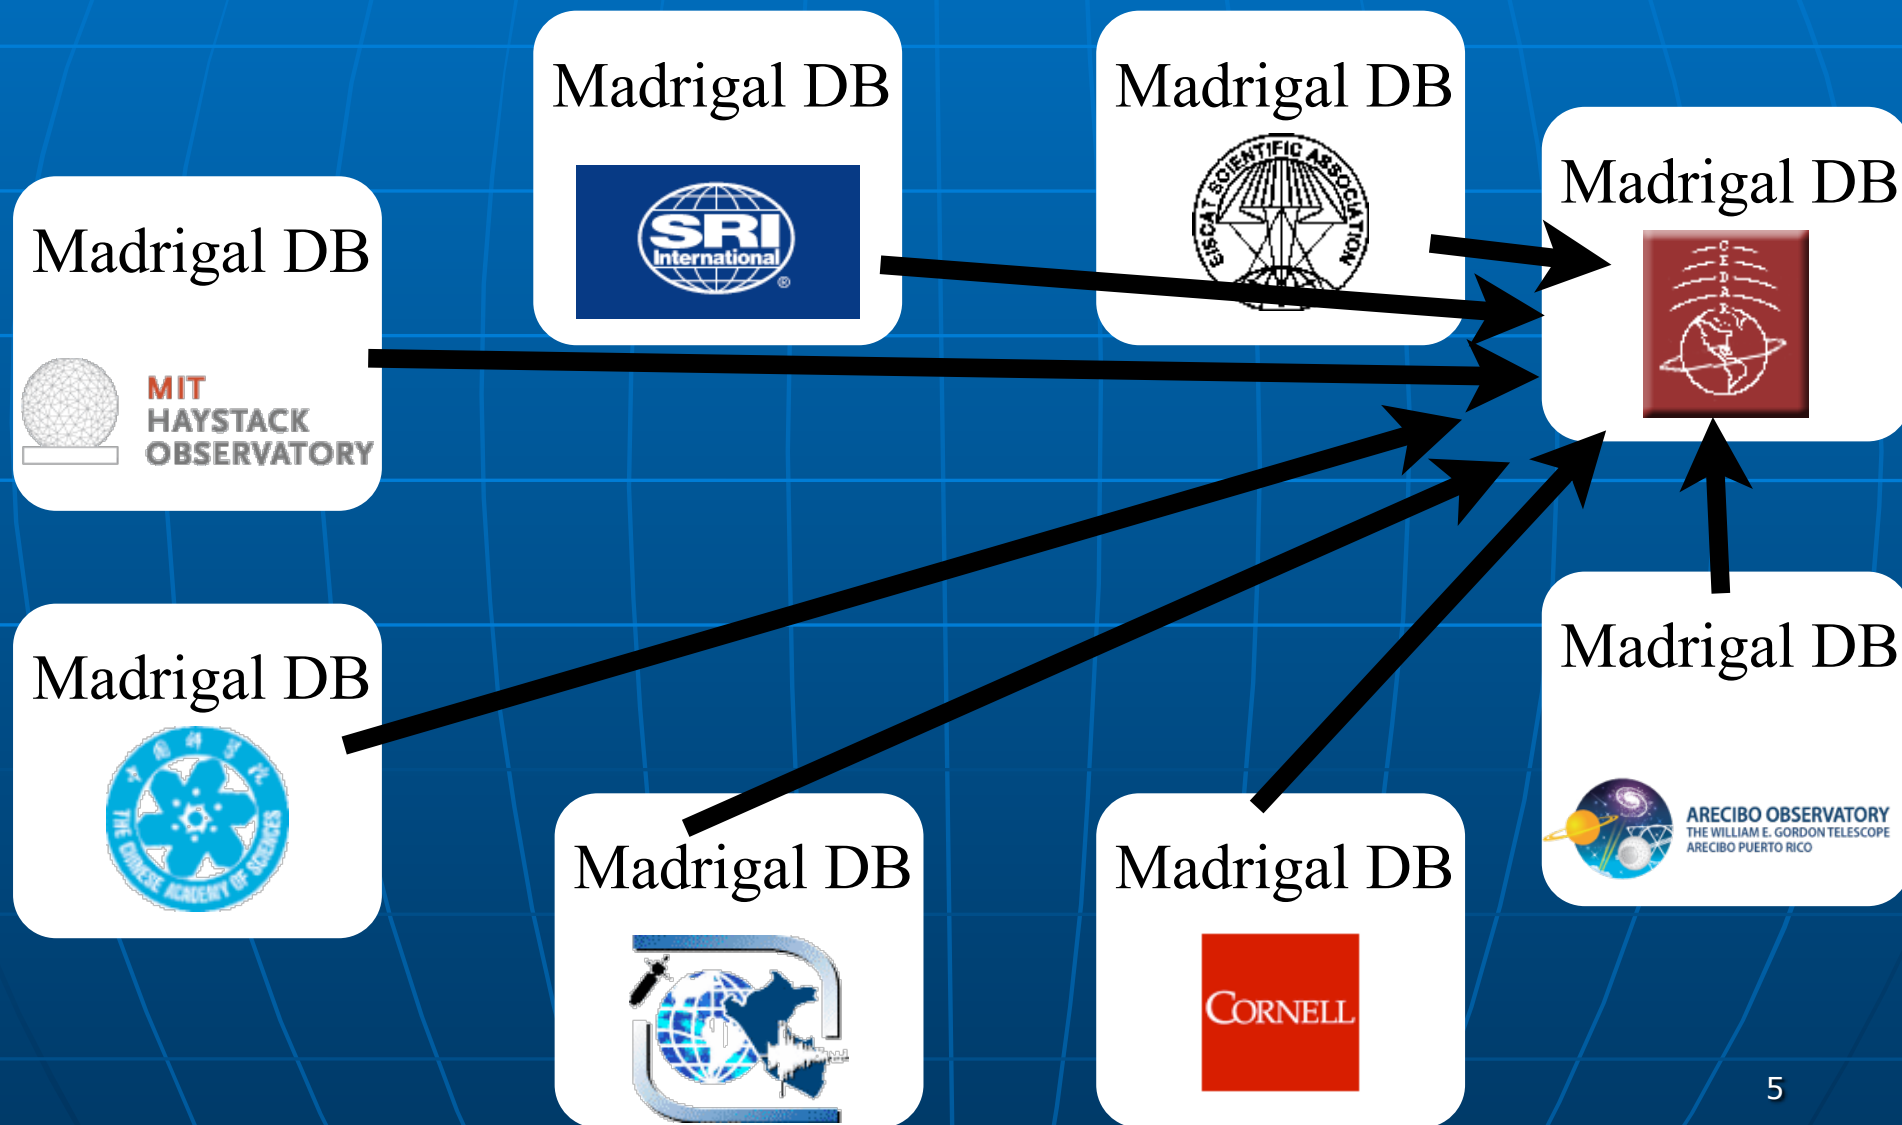 Madrigal DB
SRI
International
®
Madrigal DB
EISCAT SCIENTIFIC ASSOCIATION
Madrigal DB
CEDAR
Madrigal DB
MIT
HAYSTACK
OBSERVATORY
Madrigal DB
THE CHINESE ACADEMY OF SCIENCES
Madrigal DB
Madrigal DB
CORNELL
Madrigal DB
ARECIBO OBSERVATORY
THE WILLIAM E. GORDON TELESCOPE
ARECIBO PUERTO RICO
5